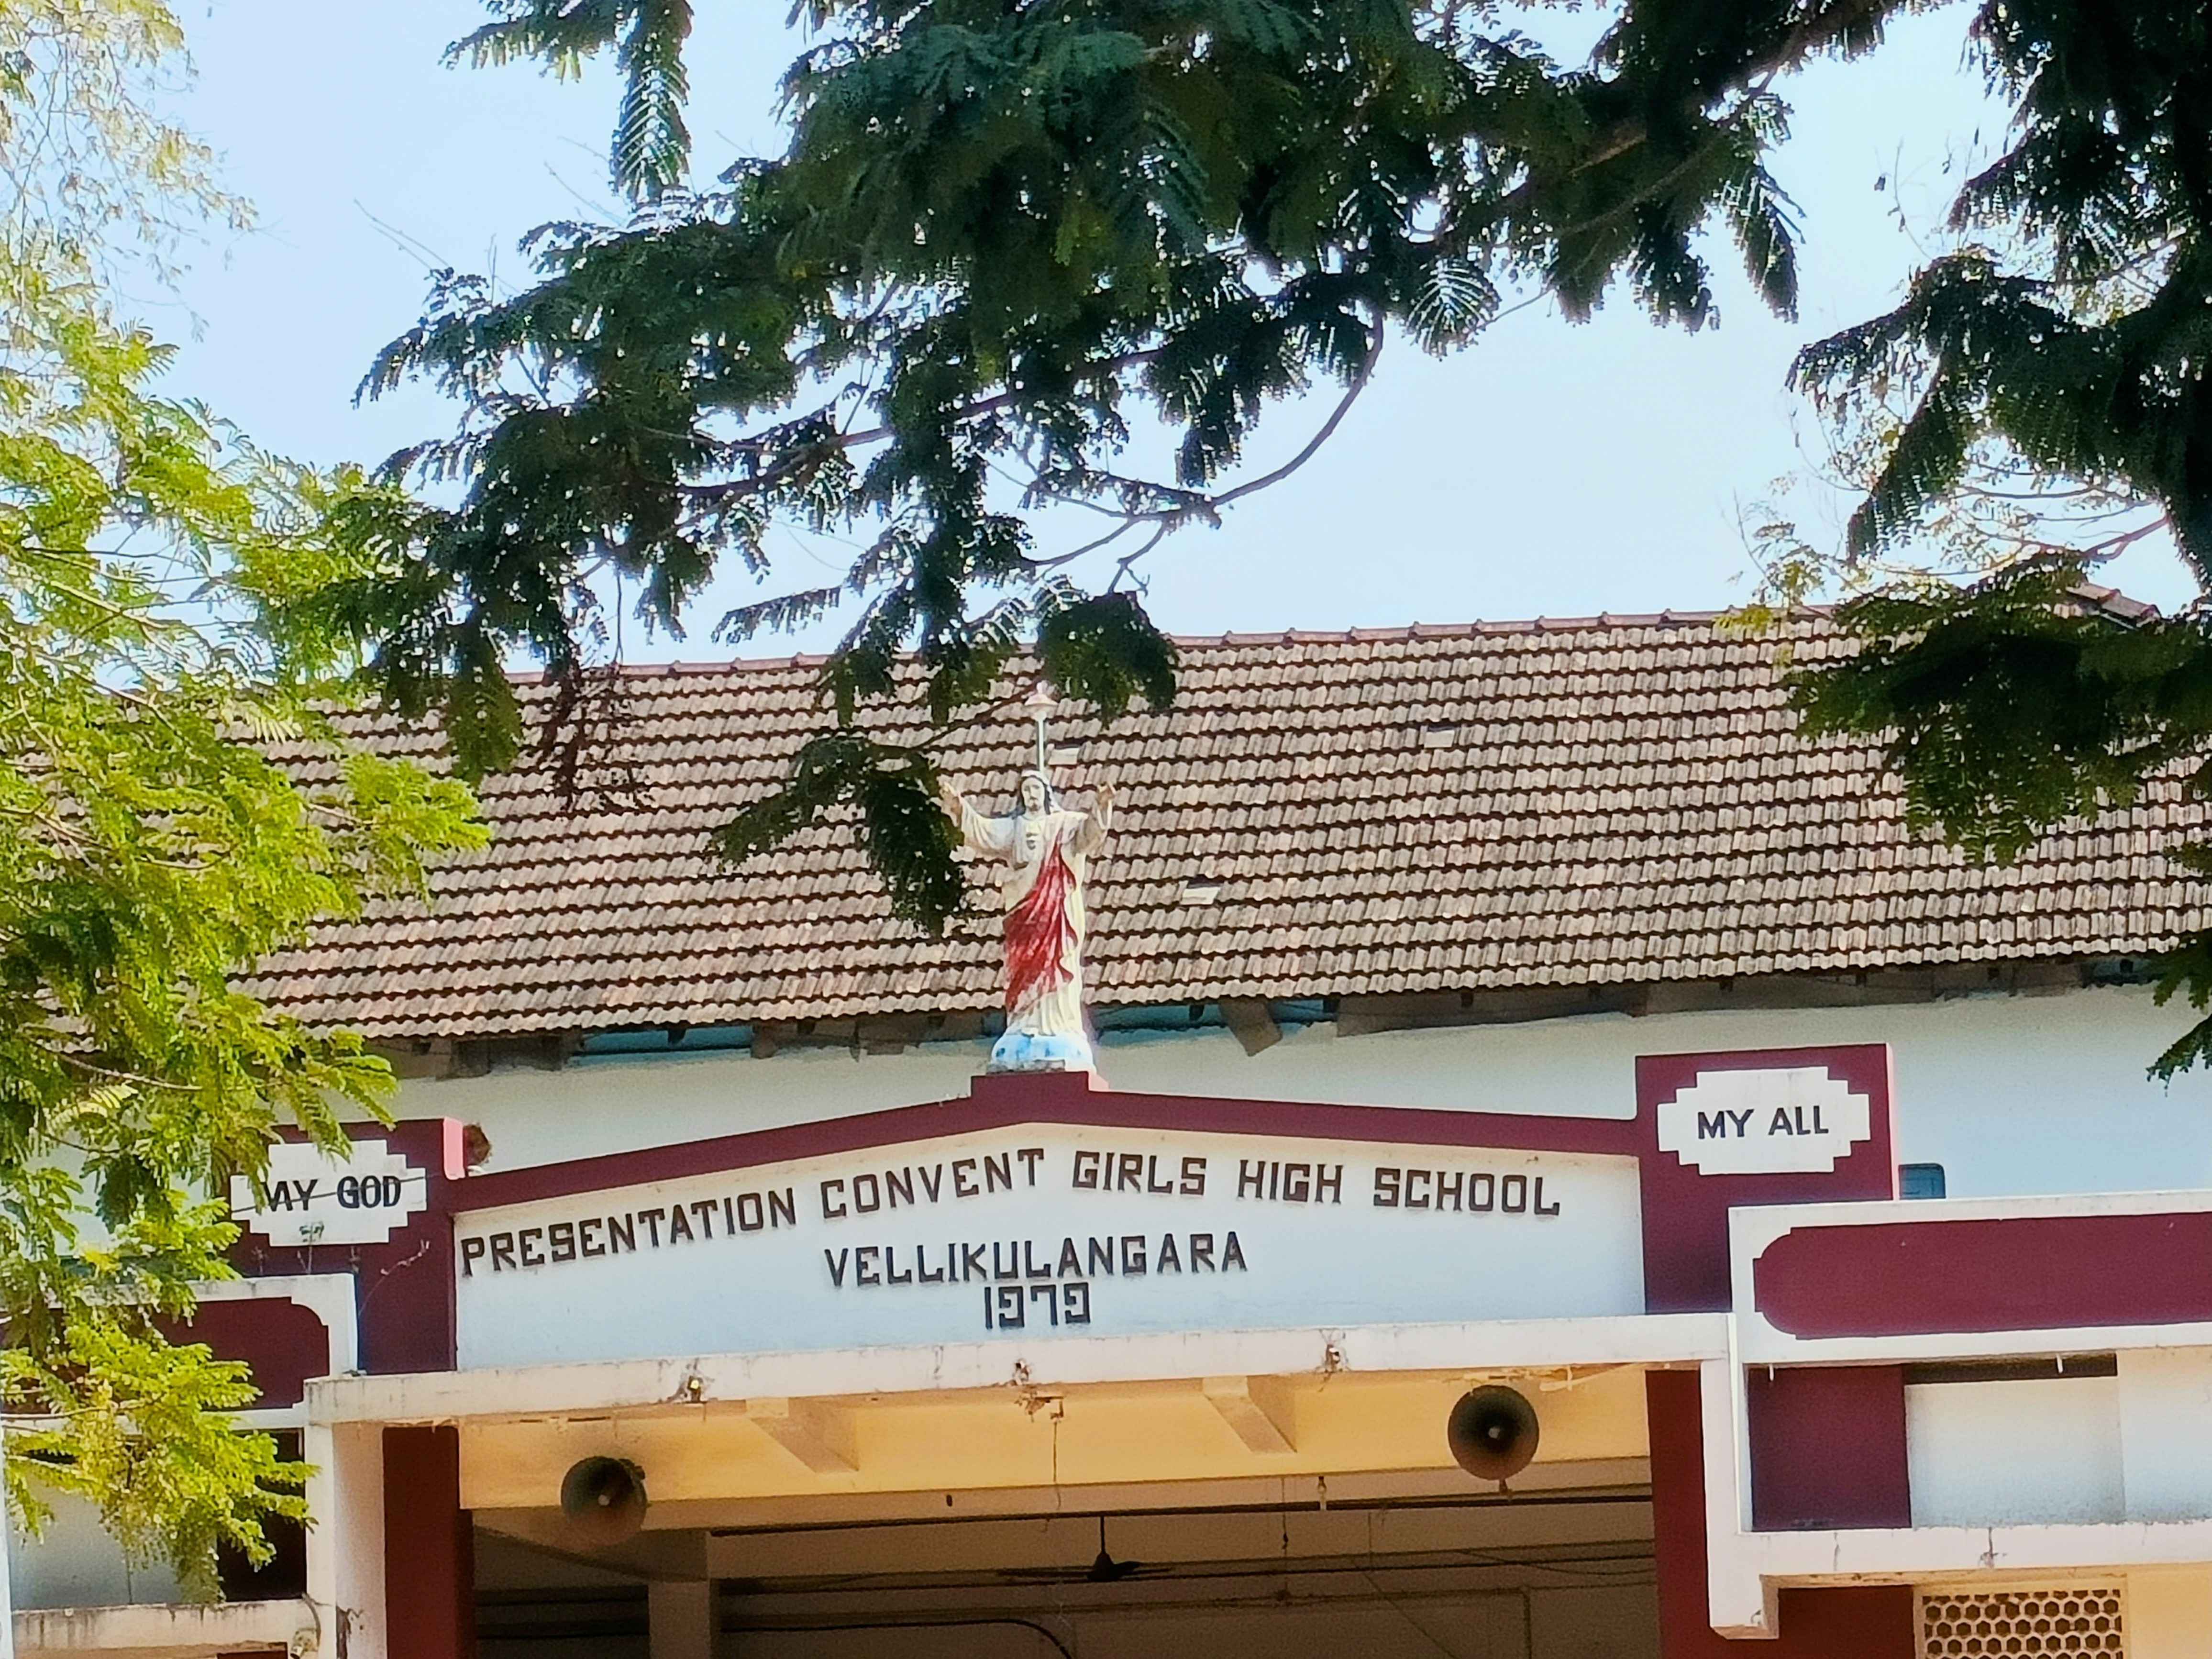 MY GOD
MY ALL
PRESENTATION CONVENT GIRLS HIGH SCHOOL
VELLIKULANGARA
1979